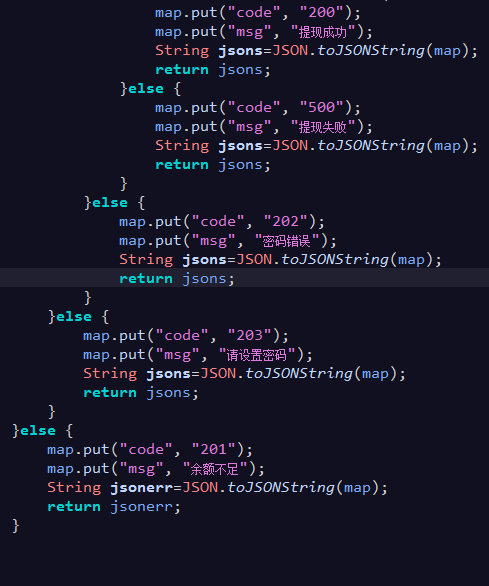 map.put("code", "200");
map.put("msg", "提现成功");
String jsons=JSON.toJSONString(map);
return jsons;
}else {
map.put("code", "500");
map.put("msg", "提现失败");
String jsons=JSON.toJSONString(map);
return jsons;
}
}else {
map.put("code", "202");
map.put("msg", "密码错误");
String jsons=JSON.toJSONString(map);
return jsons;
}
}else {
map.put("code", "203");
map.put("msg", "请设置密码");
String jsons=JSON.toJSONString(map);
return jsons;
}
}else {
map.put("code", "201");
map.put("msg", "余额不足");
String jsonerr=JSON.toJSONString(map);
return jsonerr;
}